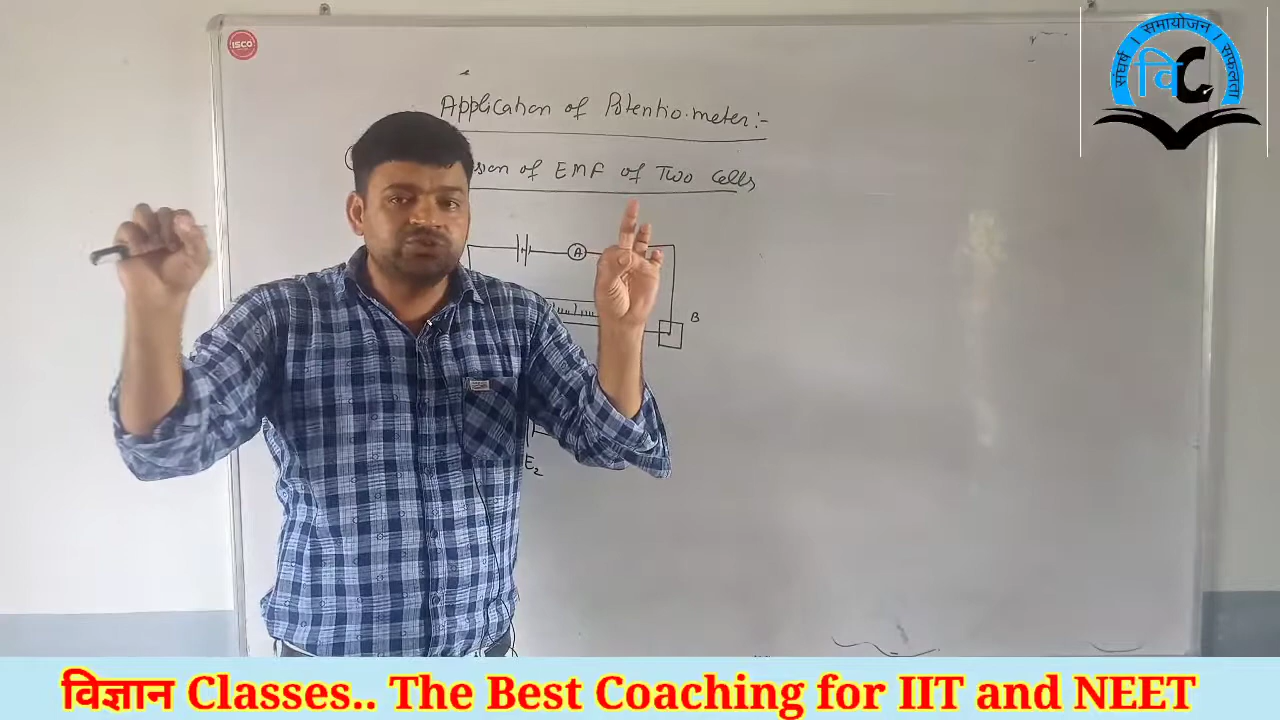 ISCO
संघर्ष । समायोजन । सफलता
वि C
Application of Potentio.meter:-
of EMF of Two Cells
A
B
E2
विज्ञान Classes.. The Best Coaching for IIT and NEET